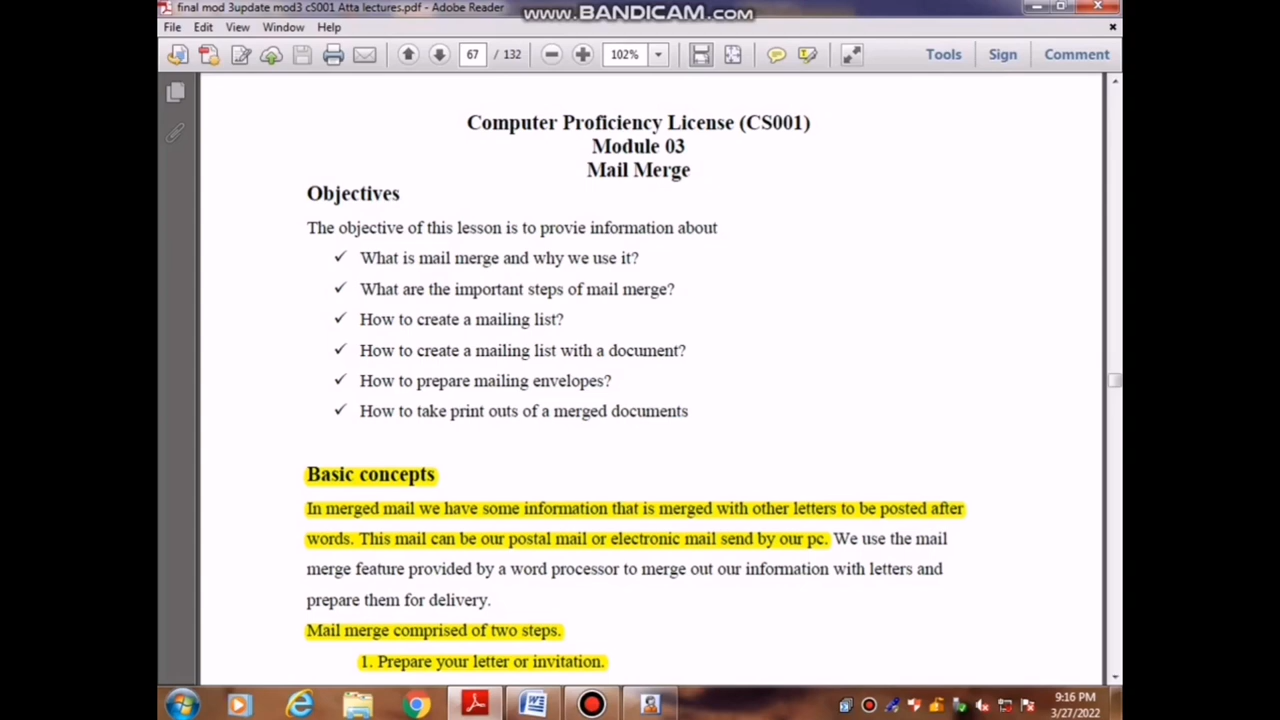 final mod 3update mod3 cS001 Atta lectures.pdf - Adobe Reader
www.BANDICAM.com
File Edit View Window Help
67 / 132 102% Tools Sign Comment
Computer Proficiency License (CS001)
Module 03
Mail Merge
Objectives
The objective of this lesson is to provie information about
✓ What is mail merge and why we use it?
✓ What are the important steps of mail merge?
✓ How to create a mailing list?
✓ How to create a mailing list with a document?
✓ How to prepare mailing envelopes?
✓ How to take print outs of a merged documents
Basic concepts
In merged mail we have some information that is merged with other letters to be posted after
words. This mail can be our postal mail or electronic mail send by our pc. We use the mail
merge feature provided by a word processor to merge out our information with letters and
prepare them for delivery.
Mail merge comprised of two steps.
1. Prepare your letter or invitation.
9:16 PM
3/27/2022